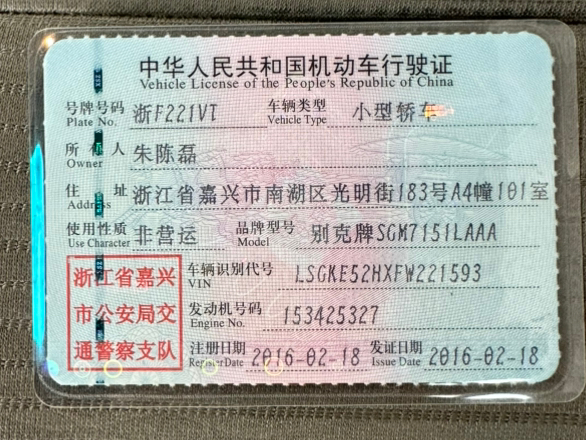 中华人民共和国机动车行驶证
Vehicle License of the People's Republic of China
号牌号码 浙F221VT 车辆类型 小型轿车
Plate No. Vehicle Type
所有人 朱陈磊
Owner
住址 浙江省嘉兴市南湖区光明街183号A4幢101室
Address
使用性质 非营运 品牌型号 别克牌SGM7151LAAA
Use Character Model
浙江省嘉兴
市公安局交
通警察支队
车辆识别代号 LSGKE52HXFW221593
VIN
发动机号码 153425327
Engine No.
注册日期 2016-02-18 发证日期 2016-02-18
Register Date Issue Date